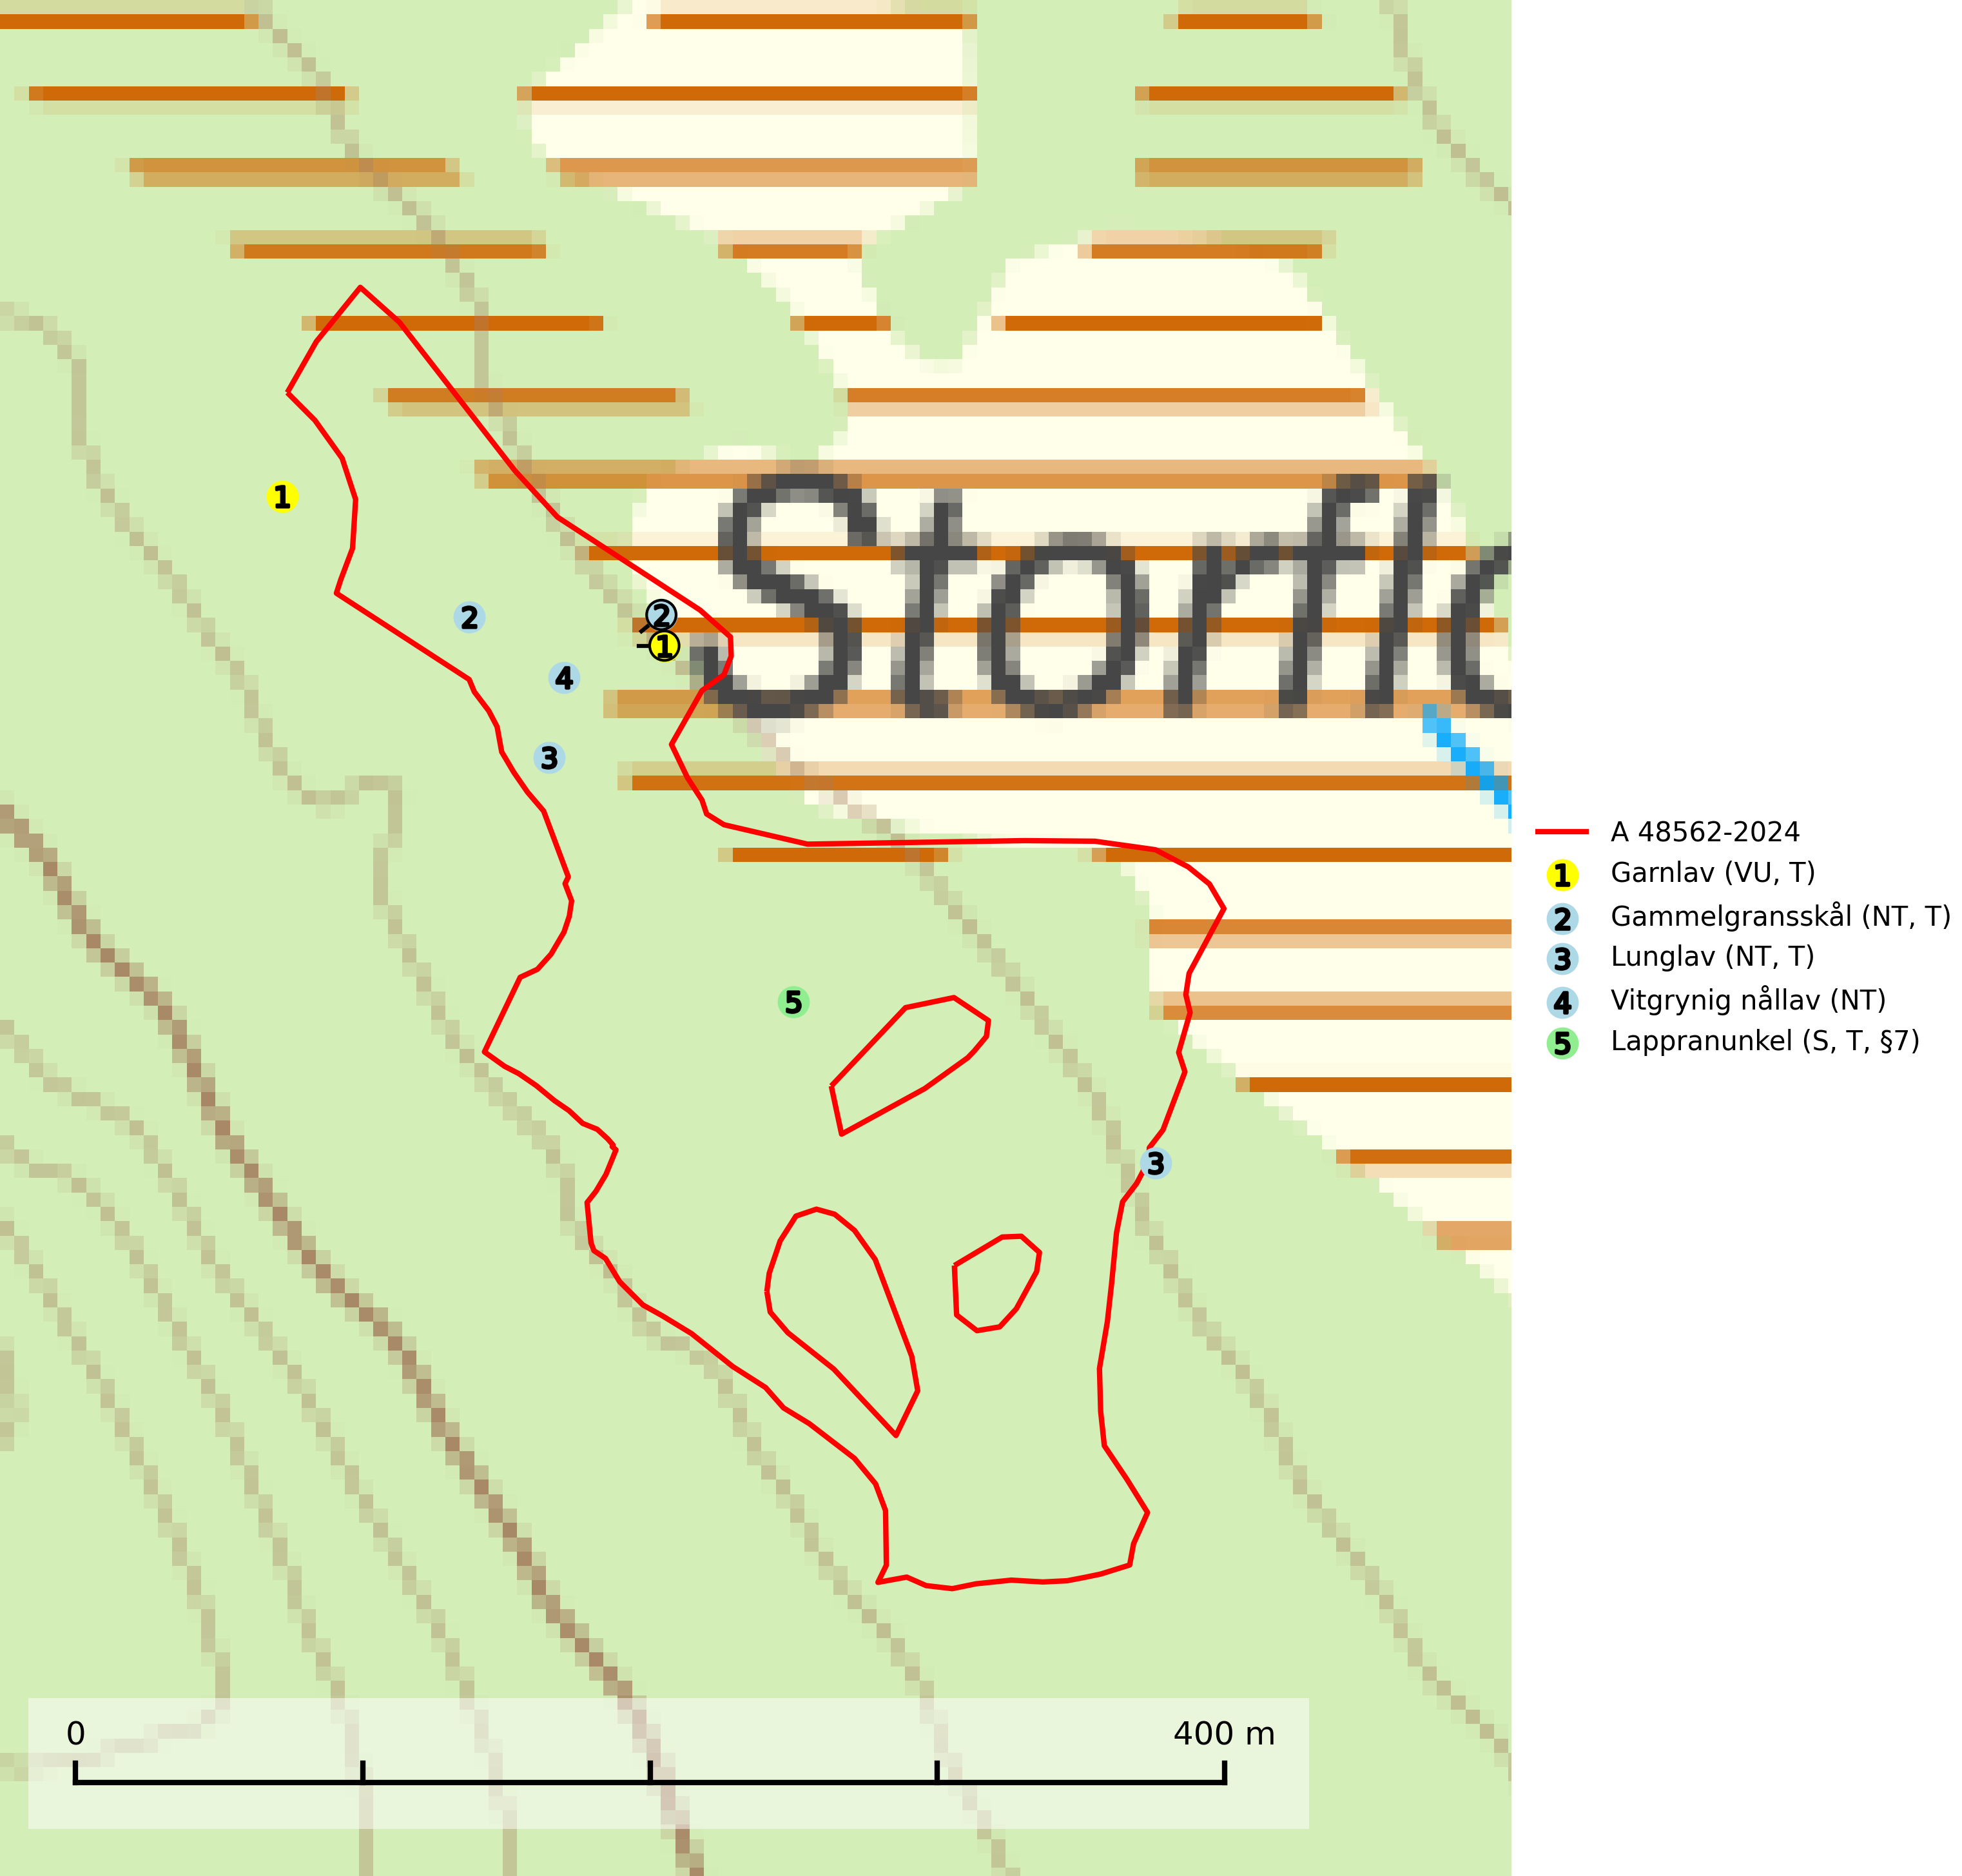 1
2
2
1
4
3
5
3
A 48562-2024
1 Garnlav (VU, T)
2 Gammelgransskål (NT, T)
3 Lunglav (NT, T)
4 Vitgrynig nållav (NT)
5 Lappranunkel (S, T, §7)
0 400 m